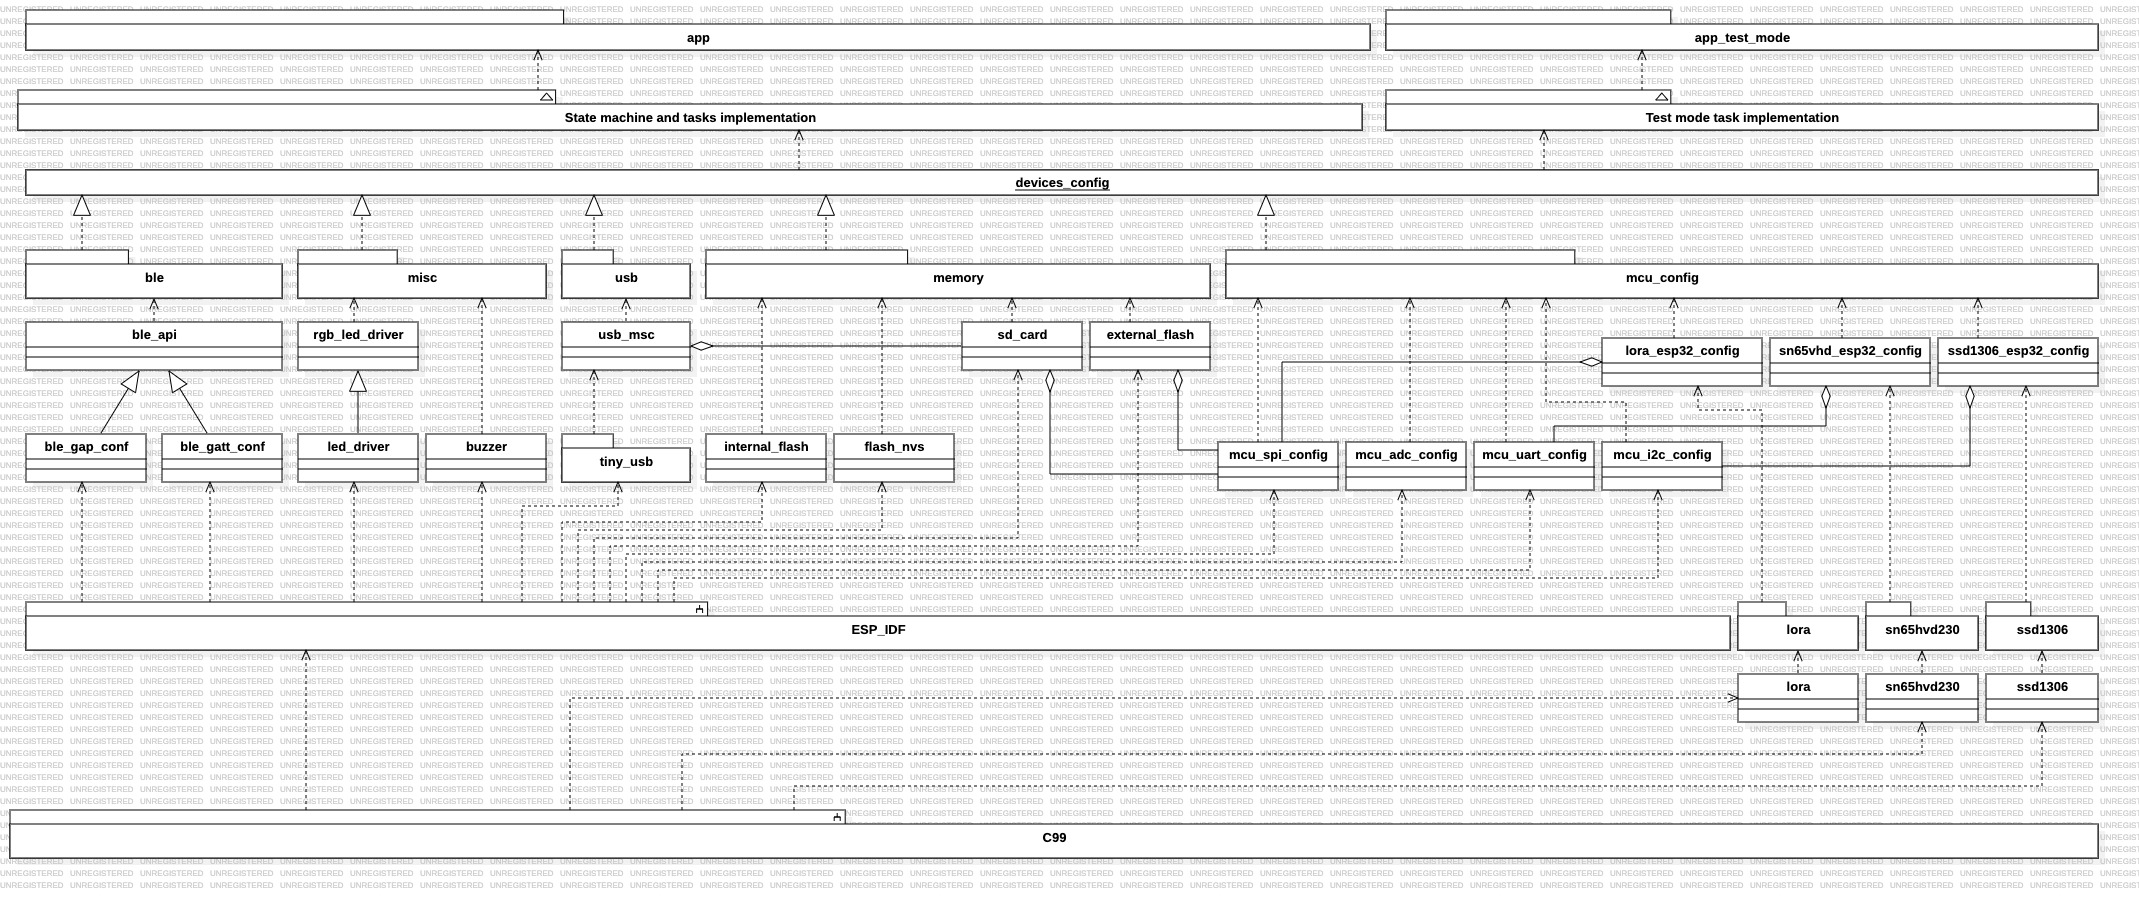 app
app_test_mode
State machine and tasks implementation
Test mode task implementation
devices_config
ble
misc
usb
memory
mcu_config
ble_api
rgb_led_driver
usb_msc
sd_card
external_flash
lora_esp32_config
sn65vhd_esp32_config
ssd1306_esp32_config
ble_gap_conf
ble_gatt_conf
led_driver
buzzer
tiny_usb
internal_flash
flash_nvs
mcu_spi_config
mcu_adc_config
mcu_uart_config
mcu_i2c_config
ESP_IDF
lora
sn65hvd230
ssd1306
lora
sn65hvd230
ssd1306
C99
UNREGISTERED